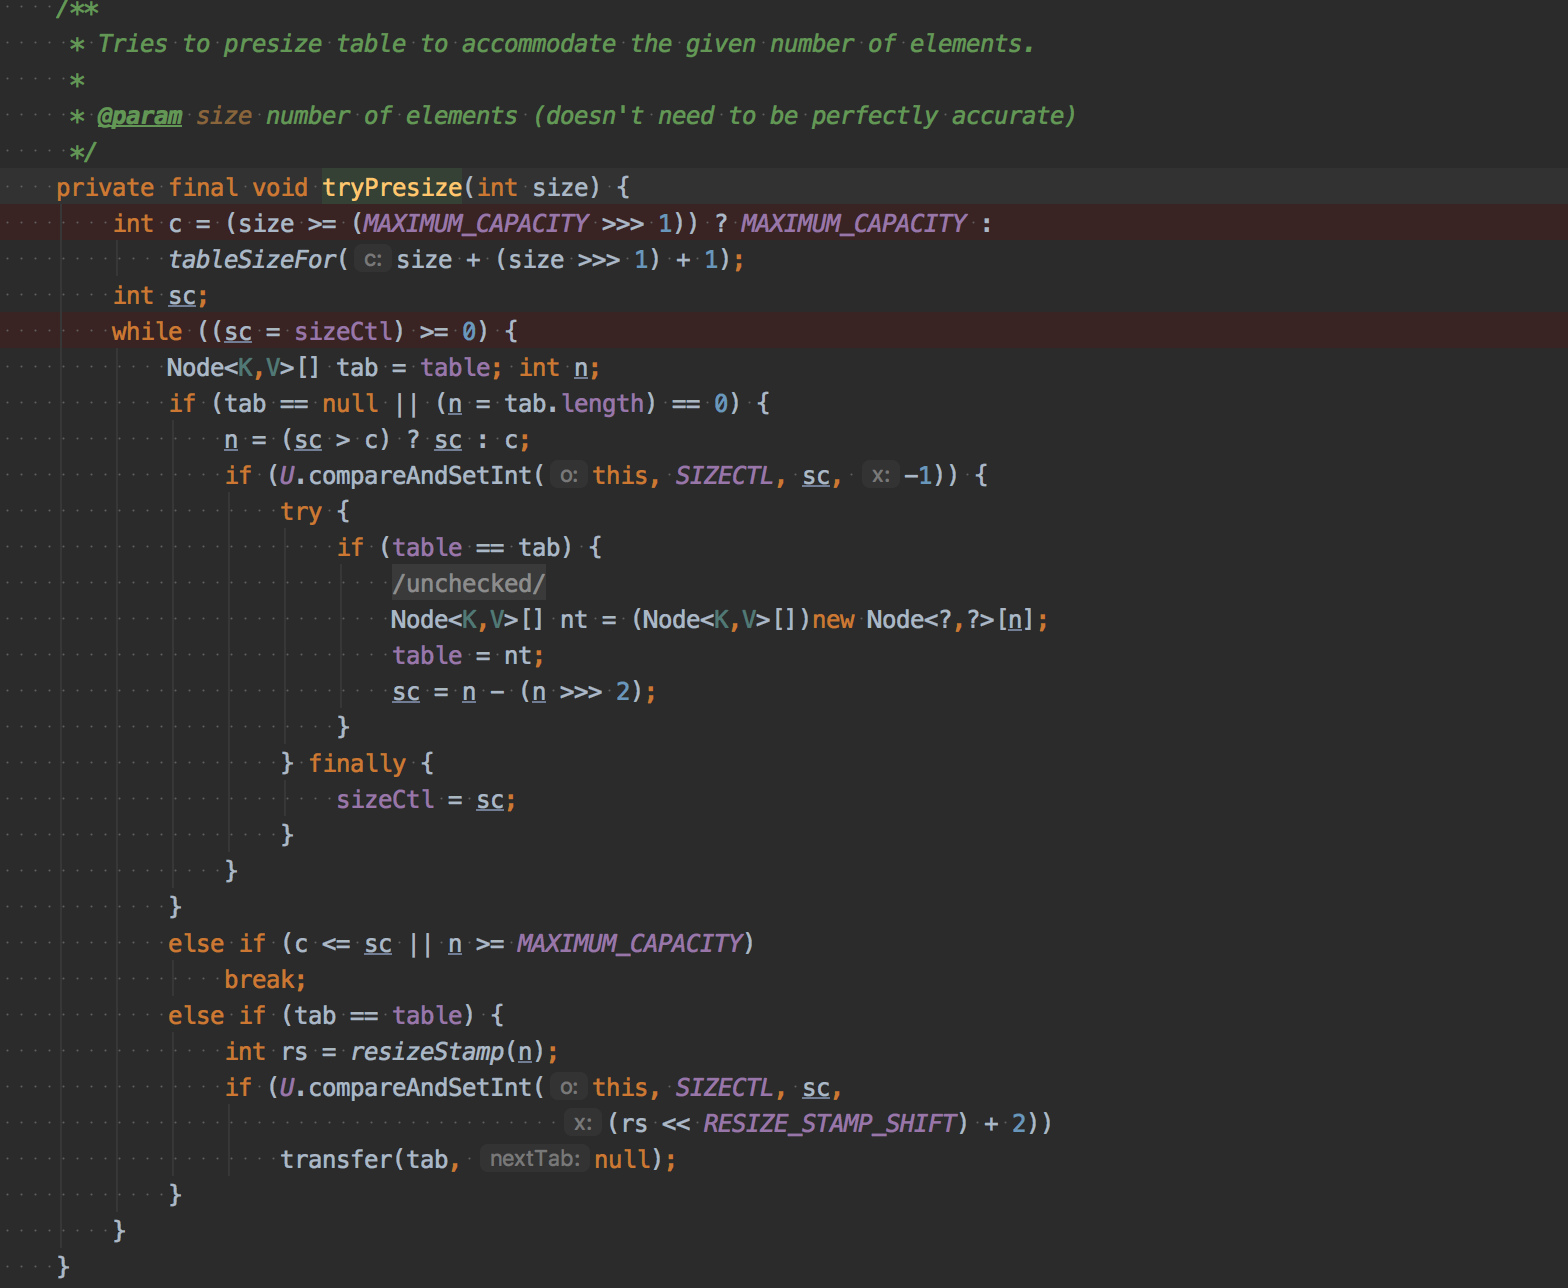 /**
 * Tries to presize table to accommodate the given number of elements.
 *
 * @param size number of elements (doesn't need to be perfectly accurate)
 */
private final void tryPresize(int size) {
    int c = (size >= (MAXIMUM_CAPACITY >>> 1)) ? MAXIMUM_CAPACITY :
        tableSizeFor( c: size + (size >>> 1) + 1);
    int sc;
    while ((sc = sizeCtl) >= 0) {
        Node<K,V>[] tab = table; int n;
        if (tab == null || (n = tab.length) == 0) {
            n = (sc > c) ? sc : c;
            if (U.compareAndSetInt( o: this, SIZECTL, sc, x: -1)) {
                try {
                    if (table == tab) {
                        /unchecked/
                        Node<K,V>[] nt = (Node<K,V>[])new Node<?,?>[n];
                        table = nt;
                        sc = n - (n >>> 2);
                    }
                } finally {
                    sizeCtl = sc;
                }
            }
        }
        else if (c <= sc || n >= MAXIMUM_CAPACITY)
            break;
        else if (tab == table) {
            int rs = resizeStamp(n);
            if (U.compareAndSetInt( o: this, SIZECTL, sc,
                                    x: (rs << RESIZE_STAMP_SHIFT) + 2))
                transfer(tab, nextTab: null);
        }
    }
}